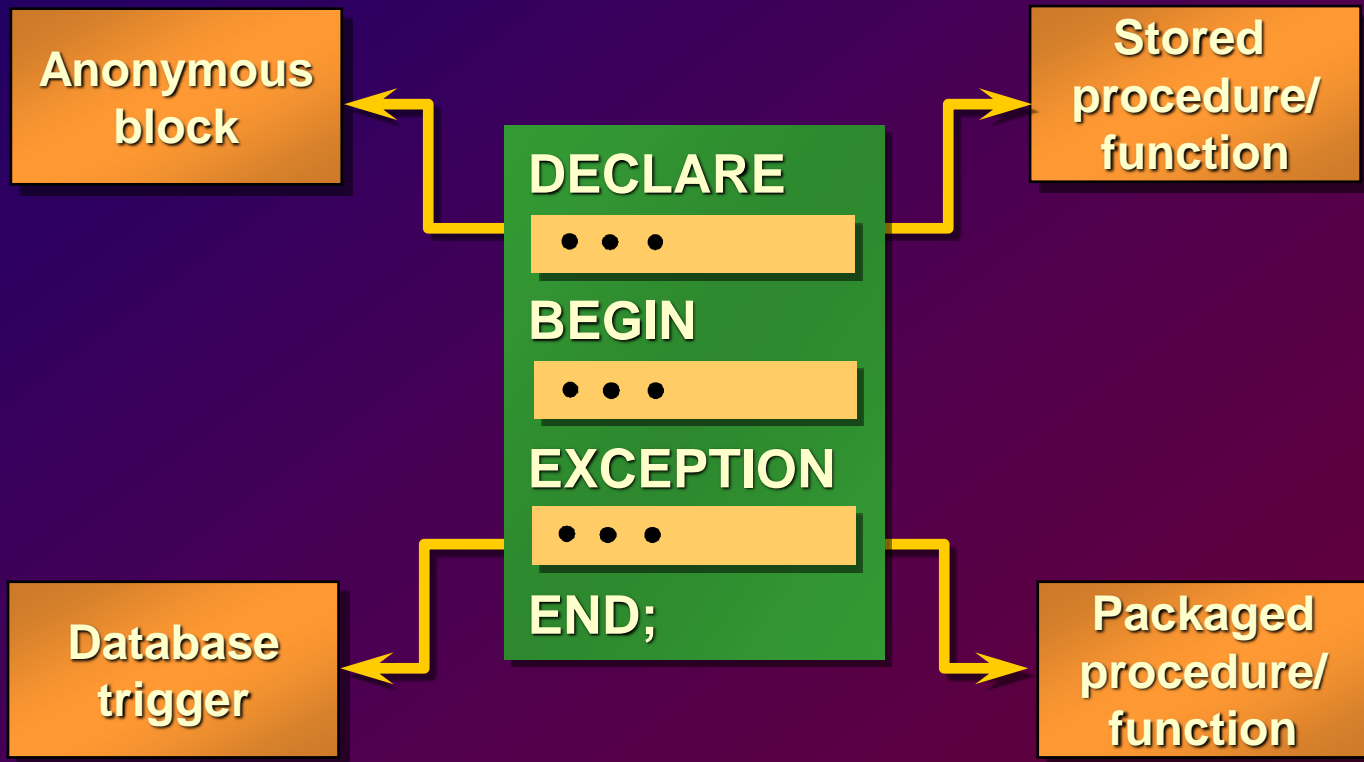 Anonymous
block
Stored
procedure/
function
DECLARE
• • •
BEGIN
• • •
EXCEPTION
• • •
END;
Database
trigger
Packaged
procedure/
function